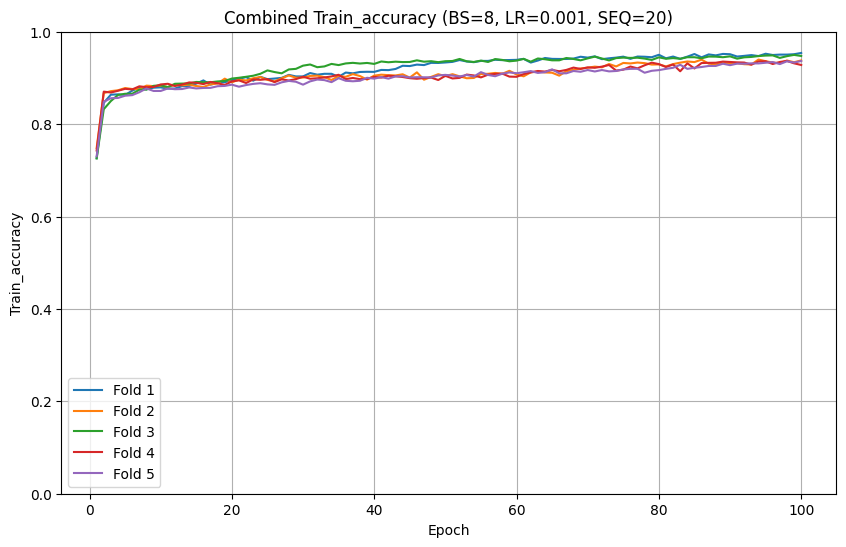 Combined Train_accuracy (BS=8, LR=0.001, SEQ=20)
Train_accuracy
1.0
0.8
0.6
0.4
0.2
0.0
Fold 1
Fold 2
Fold 3
Fold 4
Fold 5
0
20
40
60
80
100
Epoch